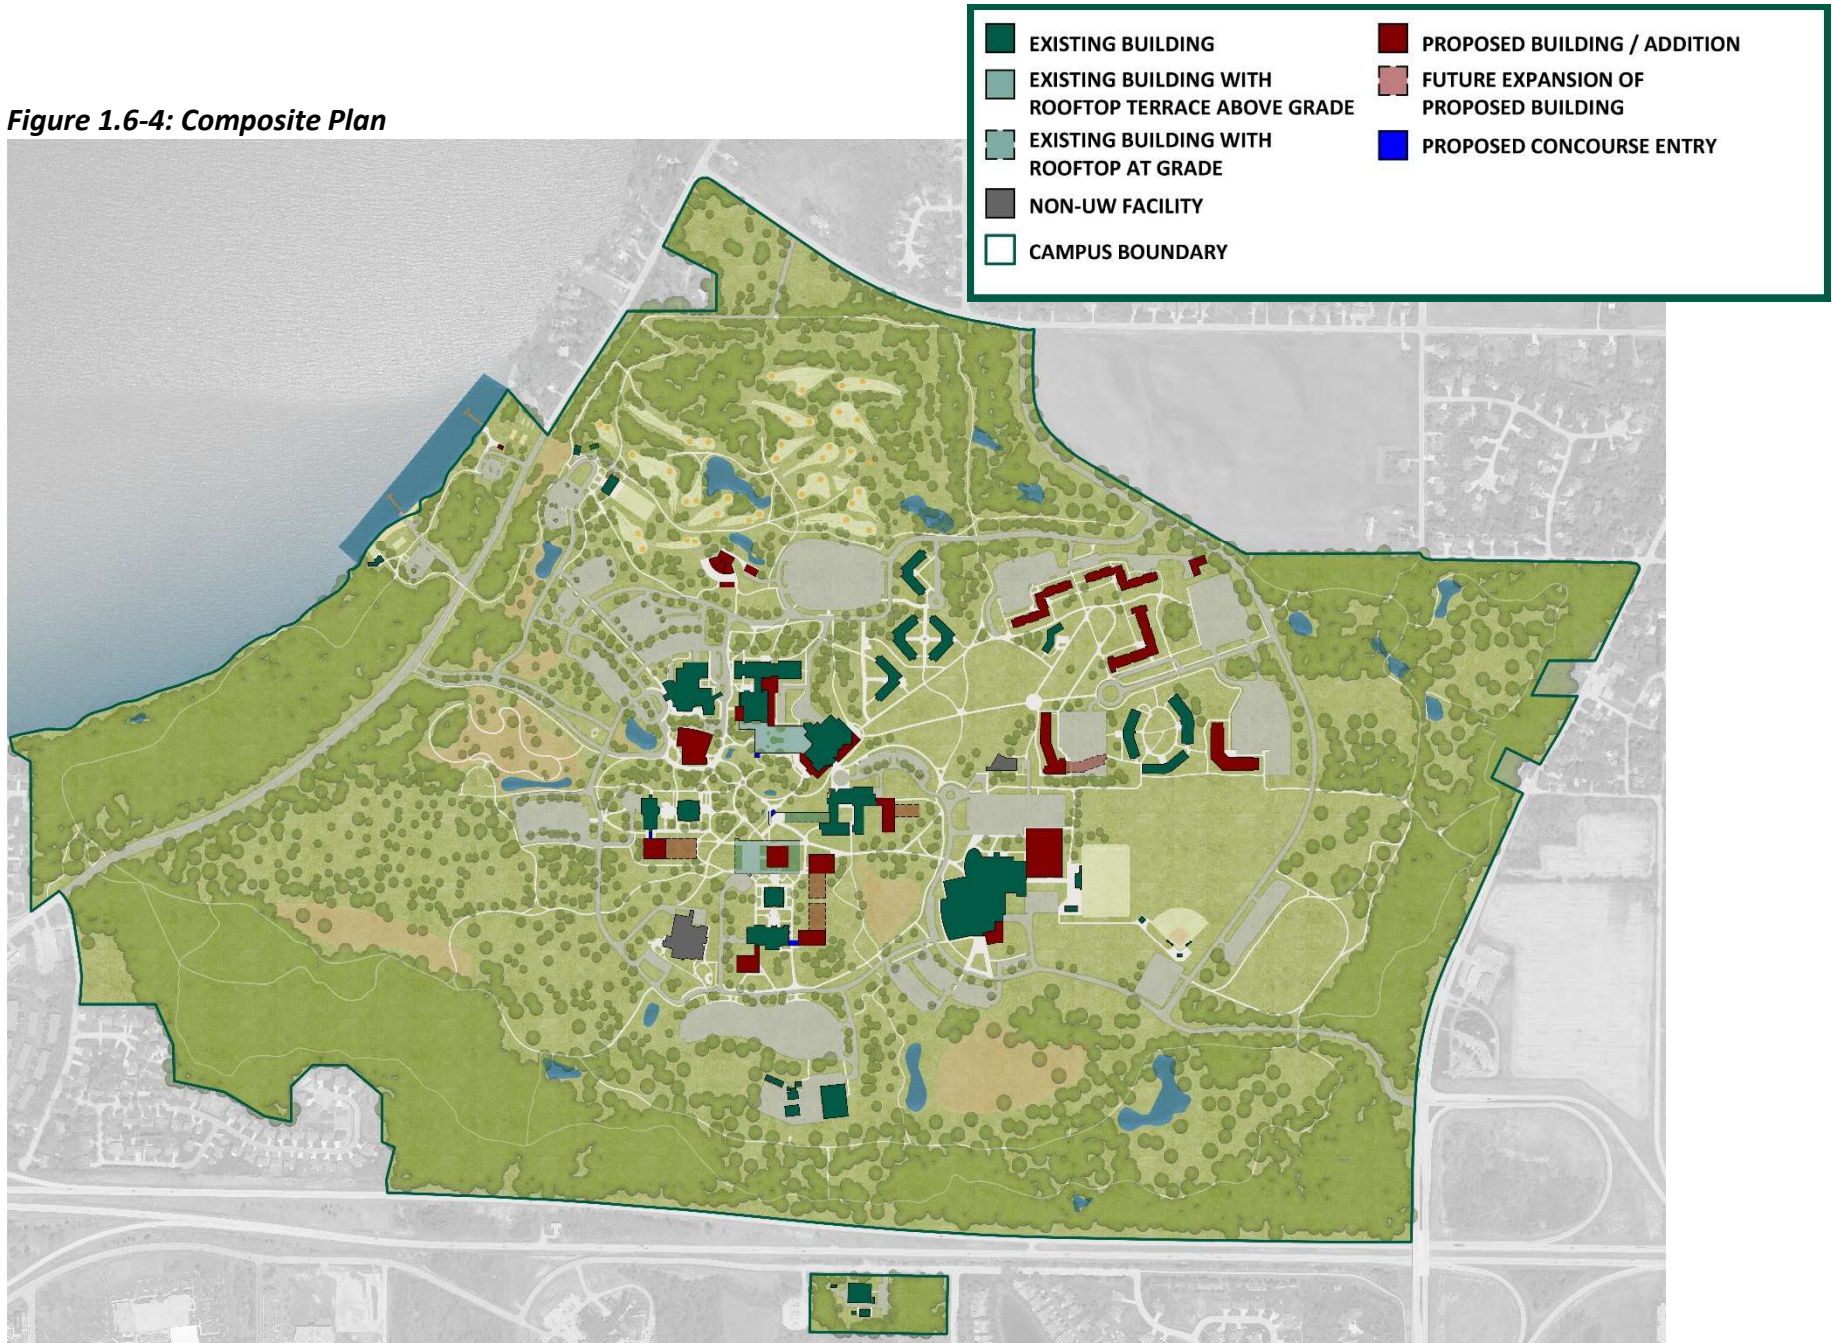 EXISTING BUILDING
EXISTING BUILDING WITH
ROOFTOP TERRACE ABOVE GRADE
EXISTING BUILDING WITH
ROOFTOP AT GRADE
NON-UW FACILITY
CAMPUS BOUNDARY
PROPOSED BUILDING / ADDITION
FUTURE EXPANSION OF
PROPOSED BUILDING
PROPOSED CONCOURSE ENTRY
Figure 1.6-4: Composite Plan